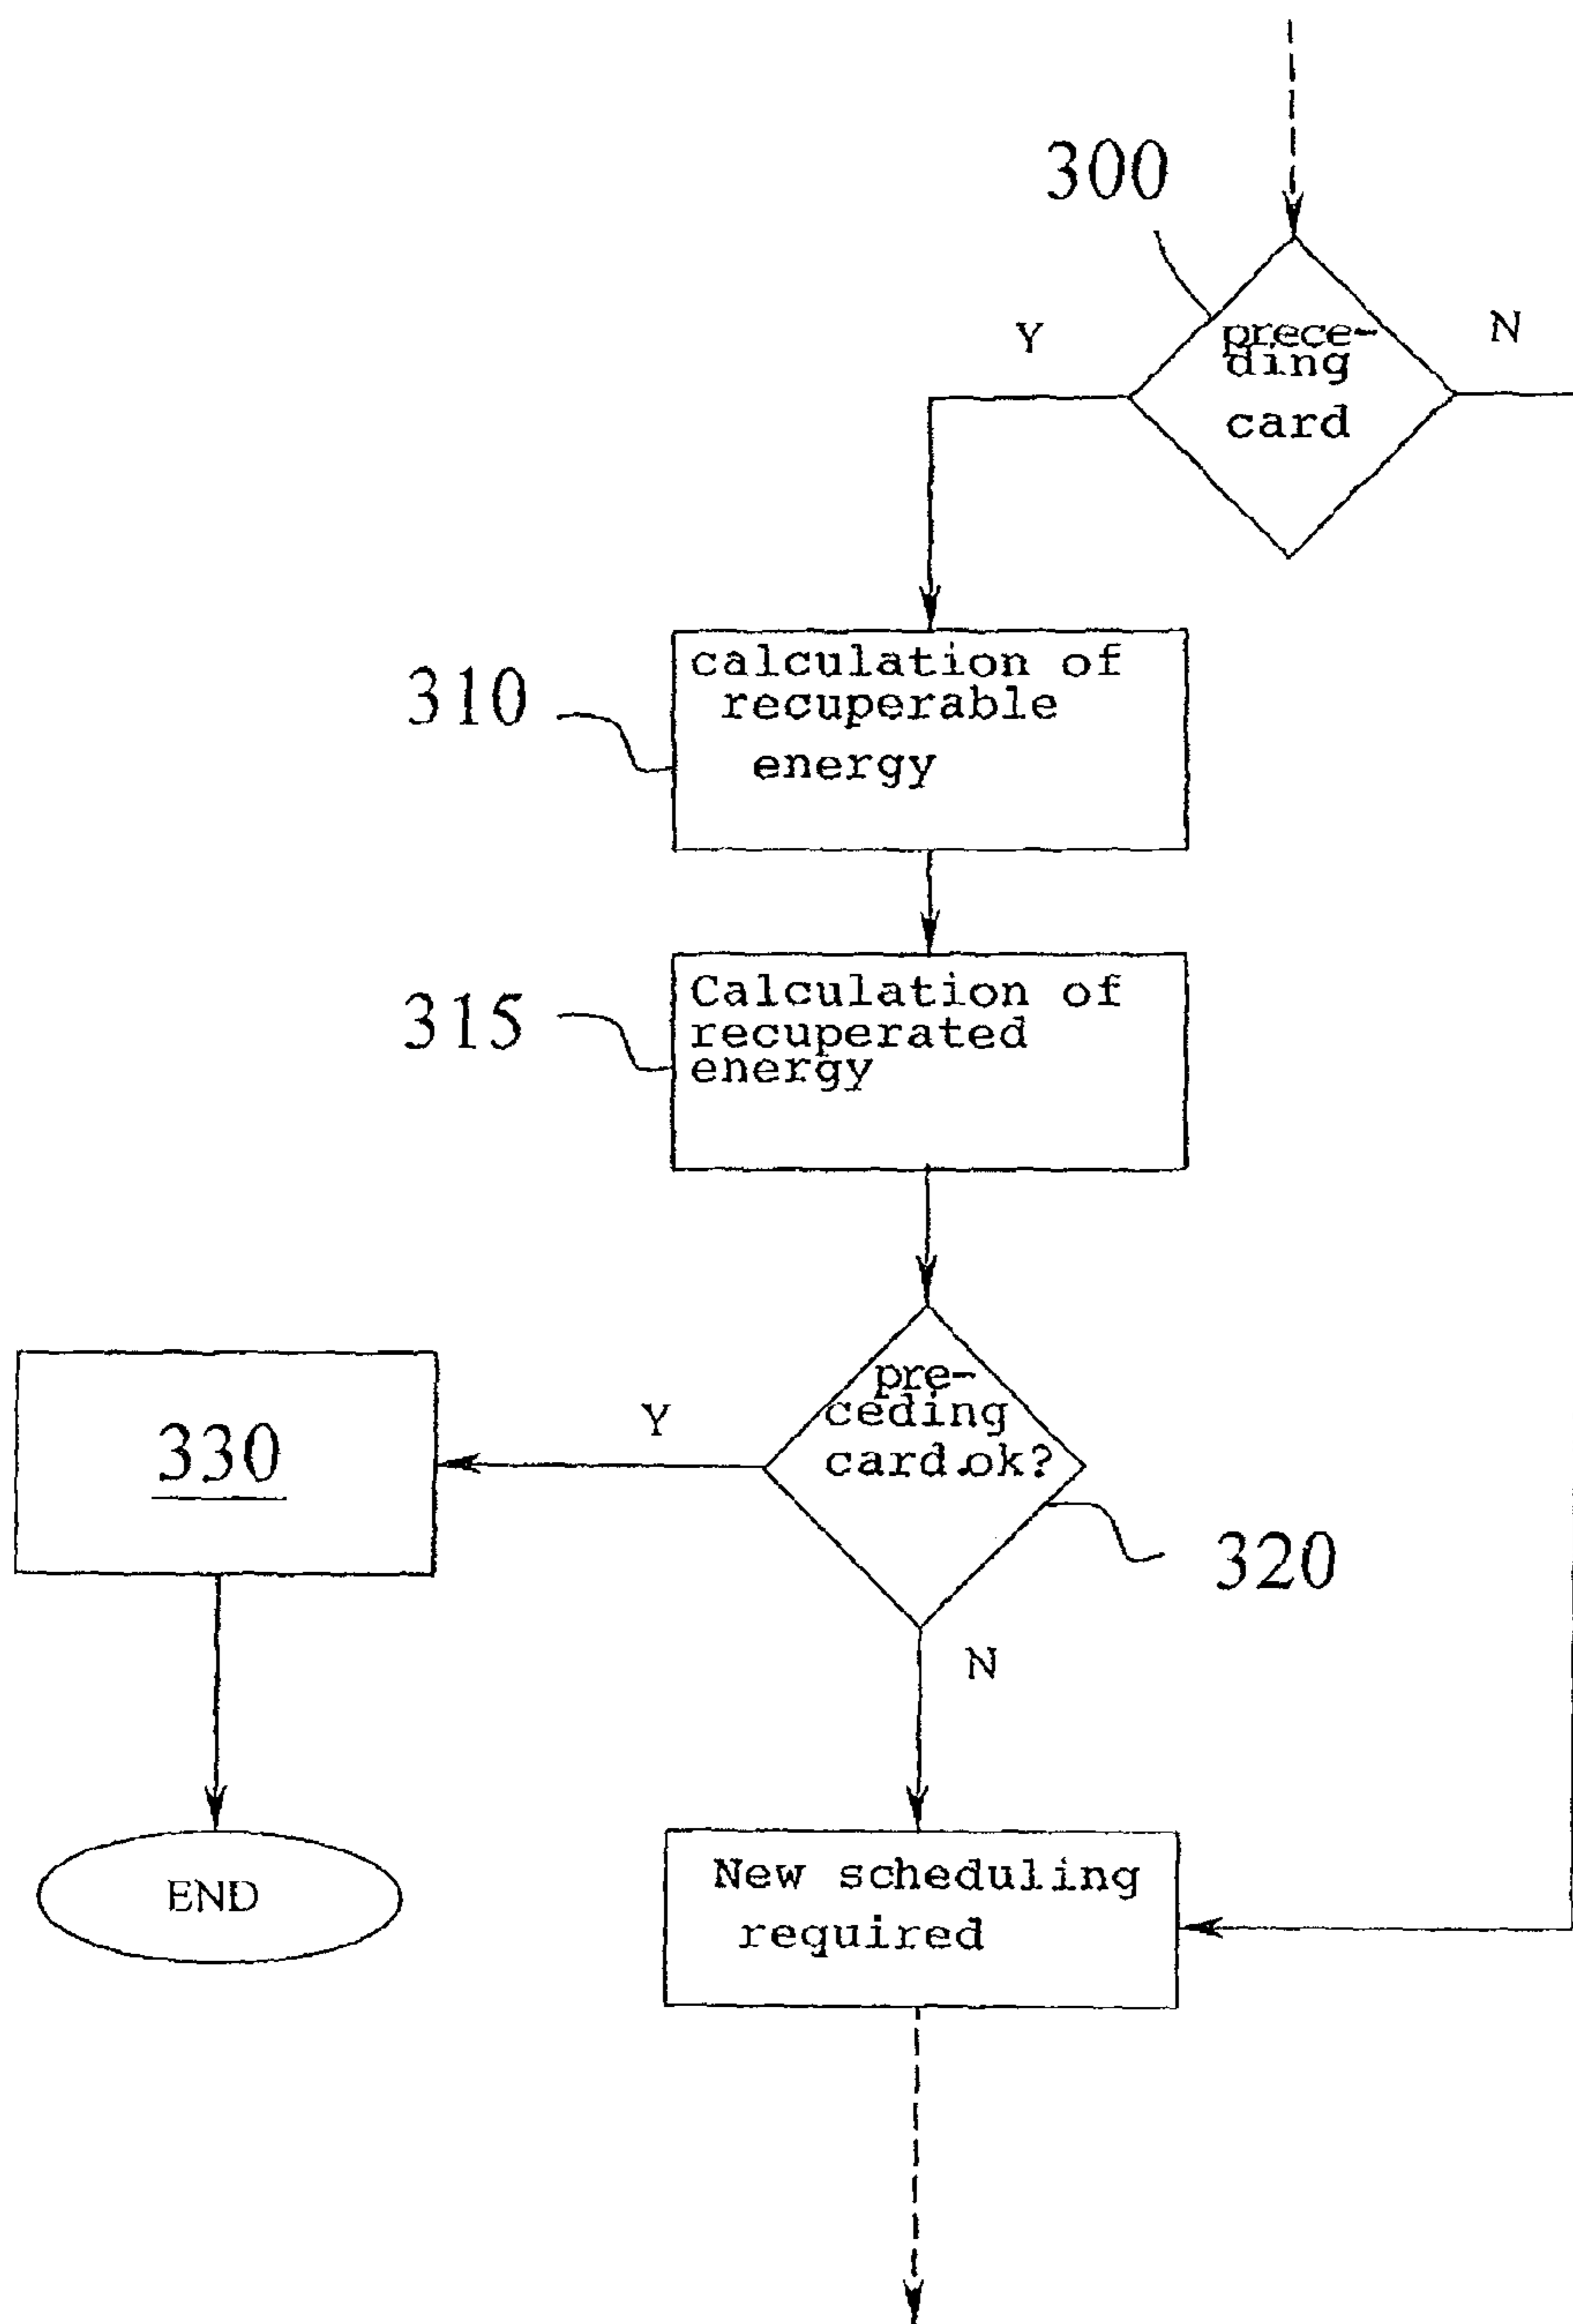 300
Y
N
prece-
ding
card
310
calculation of
recuperable
energy
315
Calculation of
recuperated
energy
330
Y
pre-
ceding
card.ok?
320
N
END
New scheduling
required